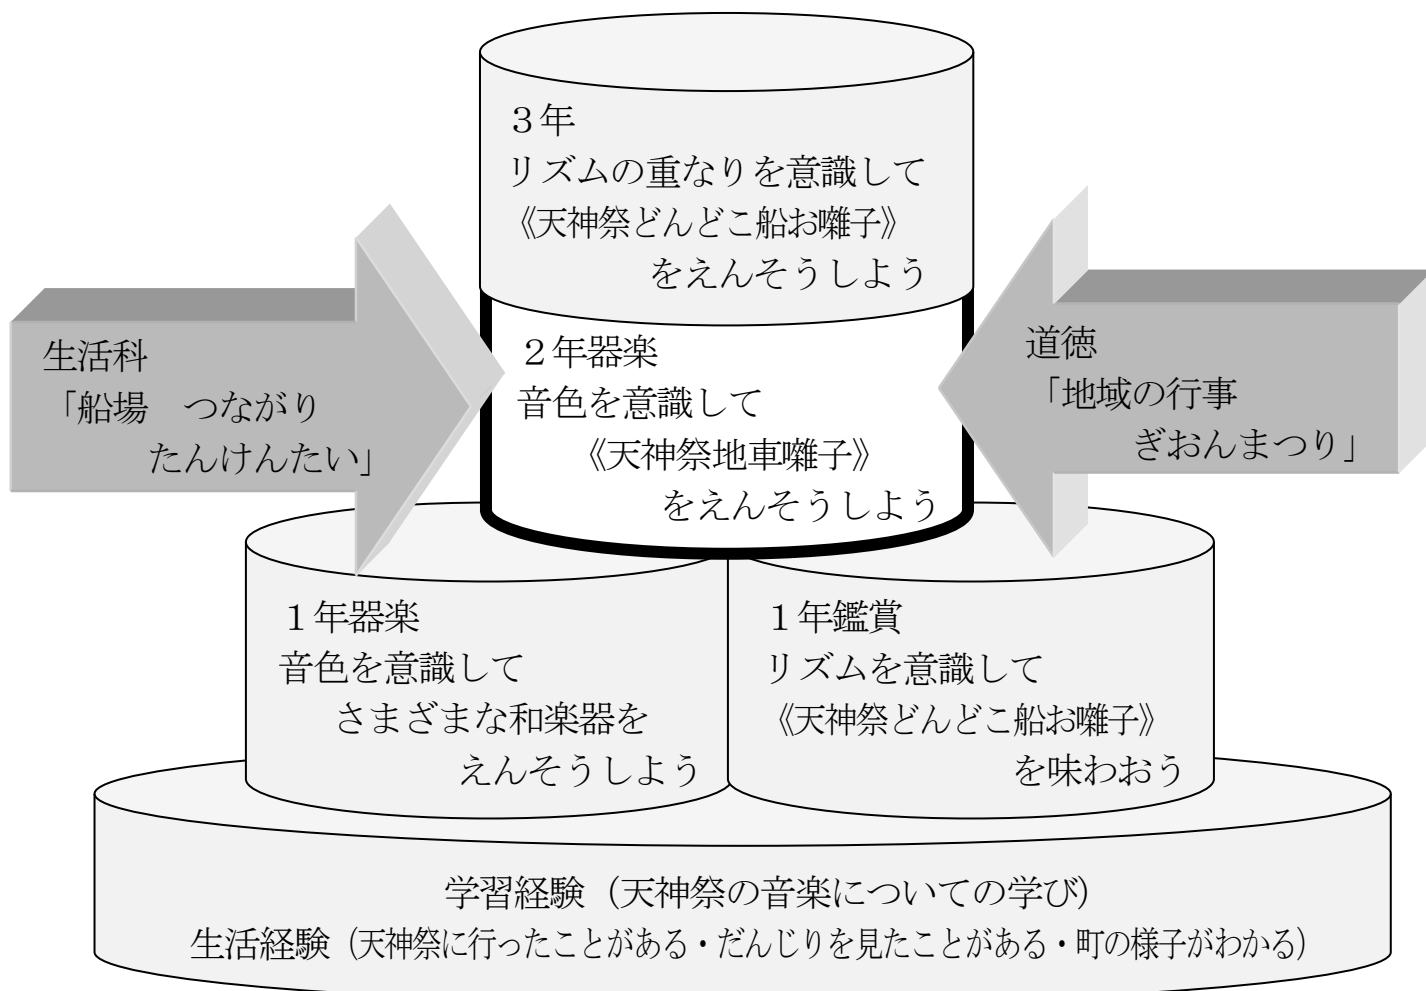 ３年
リズムの重なりを意識して
《天神祭どんどこ船お囃子》
をえんそうしよう
生活科
「船場　つながり
たんけんたい」
２年器楽
音色を意識して
《天神祭地車囃子》
をえんそうしよう
道徳
「地域の行事
ぎおんまつり」
１年器楽
音色を意識して
さまざまな和楽器を
えんそうしよう
１年鑑賞
リズムを意識して
《天神祭どんどこ船お囃子》
を味わおう
学習経験（天神祭の音楽についての学び）
生活経験（天神祭に行ったことがある・だんじりを見たことがある・町の様子がわかる）